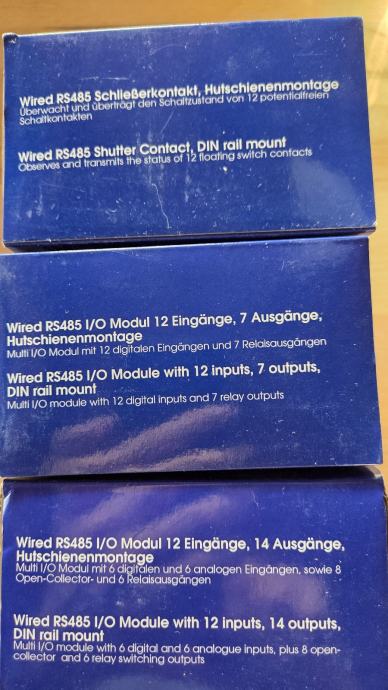 Wired RS485 Schließerkontakt, Hutschienenmontage
Überwacht und überträgt den Schaltzustand von 12 potentialfreien
Schaltkontakten
Wired RS485 Shutter Contact, DIN rail mount
Observes and transmits the status of 12 floating switch contacts
Wired RS485 I/O Modul 12 Eingänge, 7 Ausgänge,
Hutschienenmontage
Multi I/O Modul mit 12 digitalen Eingängen und 7 Relaisausgängen
Wired RS485 I/O Module with 12 inputs, 7 outputs,
DIN rail mount
Multi I/O module with 12 digital inputs and 7 relay outputs
Wired RS485 I/O Modul 12 Eingänge, 14 Ausgänge,
Hutschienenmontage
Multi I/O Modul mit 6 digitalen und 6 analogen Eingängen, sowie 8
Open-Collector- und 6 Relaisausgängen
Wired RS485 I/O Module with 12 inputs, 14 outputs,
DIN rail mount
Multi I/O module with 6 digital and 6 analogue inputs, plus 8 open-
collector and 6 relay switching outputs